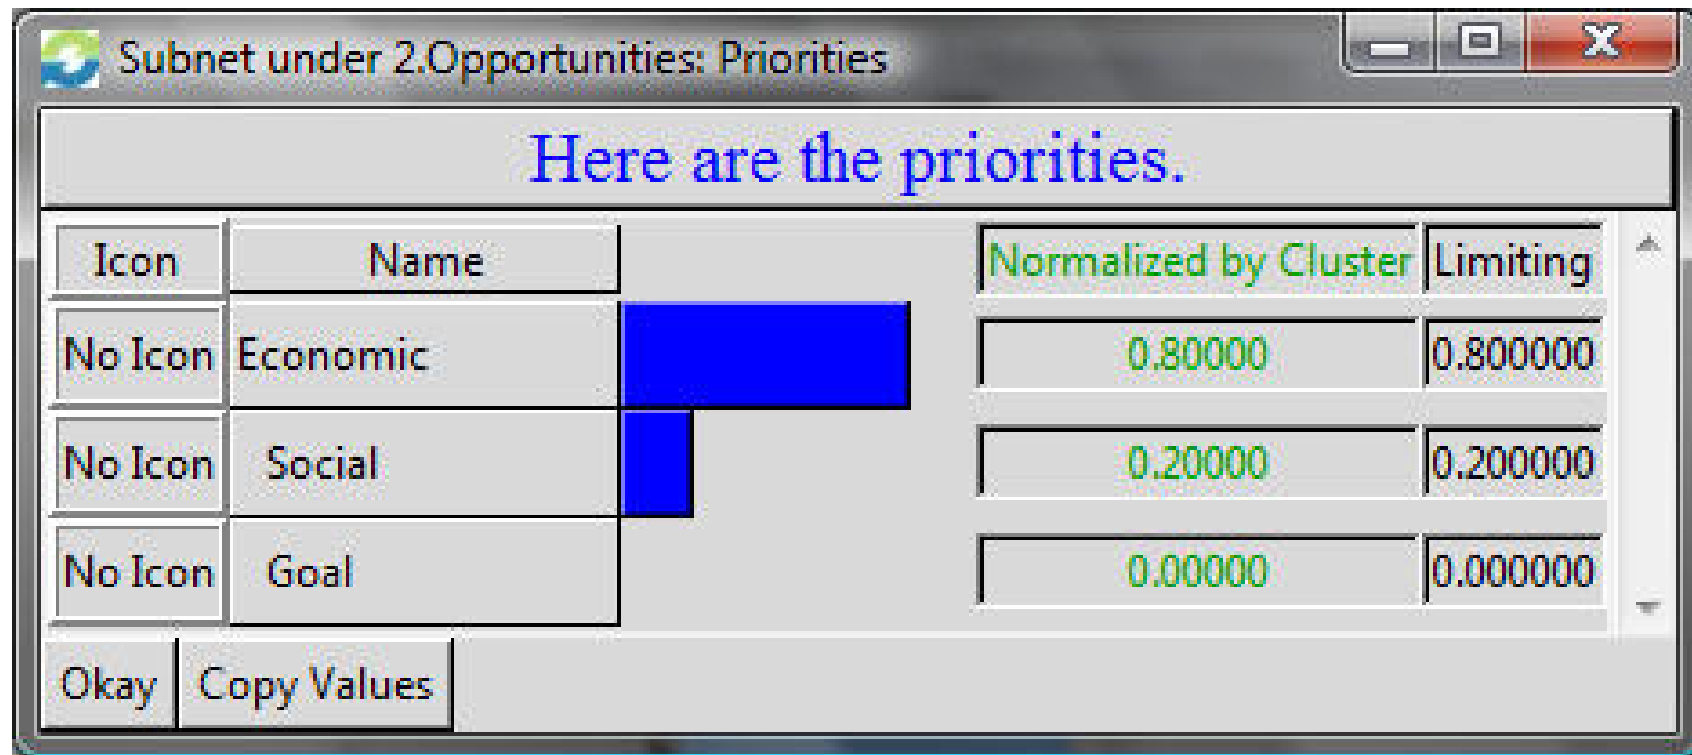 Subnet under 2.Opportunities: Priorities
Here are the priorities.
Icon Name Normalized by Cluster Limiting
No Icon Economic 0.80000 0.800000
No Icon Social 0.20000 0.200000
No Icon Goal 0.00000 0.000000
Okay Copy Values